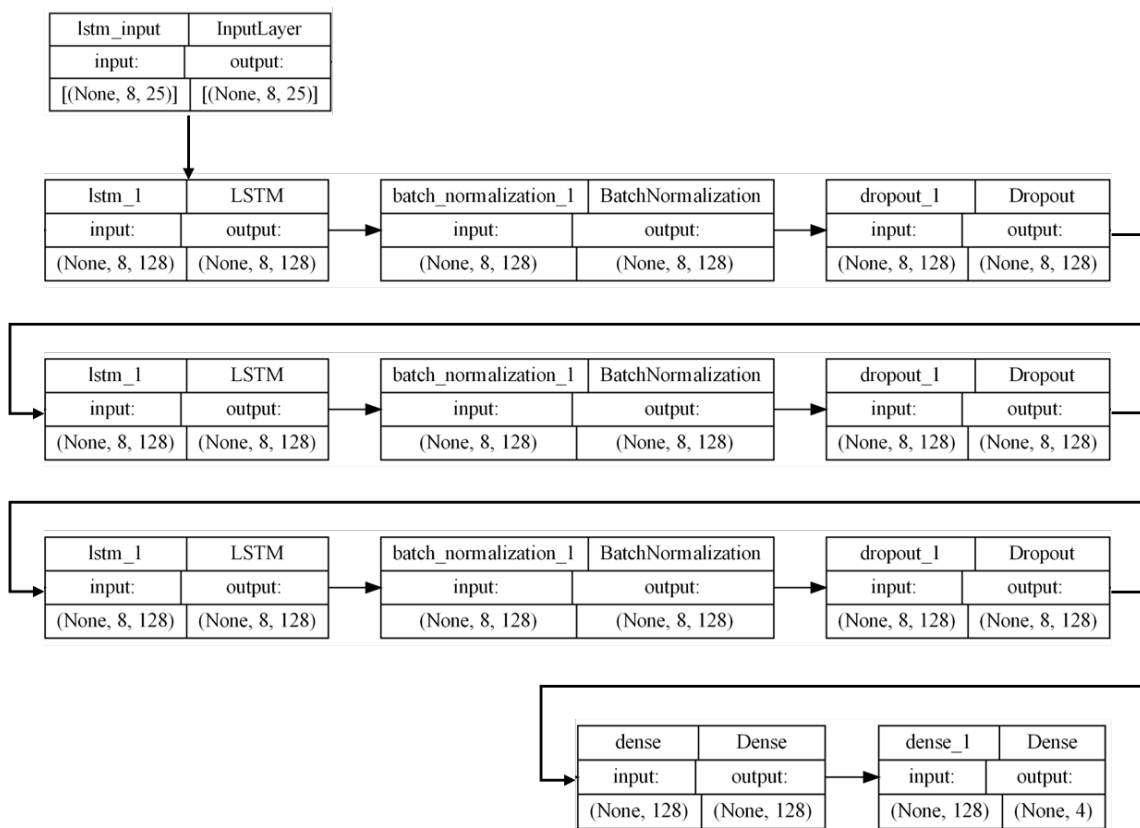 lstm_input InputLayer
input: output:
[(None, 8, 25)] [(None, 8, 25)]
lstm_1 LSTM batch_normalization_1 BatchNormalization dropout_1 Dropout
input: output: input: output: input: output:
(None, 8, 128) (None, 8, 128) (None, 8, 128) (None, 8, 128) (None, 8, 128) (None, 8, 128)
lstm_1 LSTM batch_normalization_1 BatchNormalization dropout_1 Dropout
input: output: input: output: input: output:
(None, 8, 128) (None, 8, 128) (None, 8, 128) (None, 8, 128) (None, 8, 128) (None, 8, 128)
lstm_1 LSTM batch_normalization_1 BatchNormalization dropout_1 Dropout
input: output: input: output: input: output:
(None, 8, 128) (None, 8, 128) (None, 8, 128) (None, 8, 128) (None, 8, 128) (None, 8, 128)
dense Dense dense_1 Dense
input: output: input: output:
(None, 128) (None, 128) (None, 128) (None, 4)